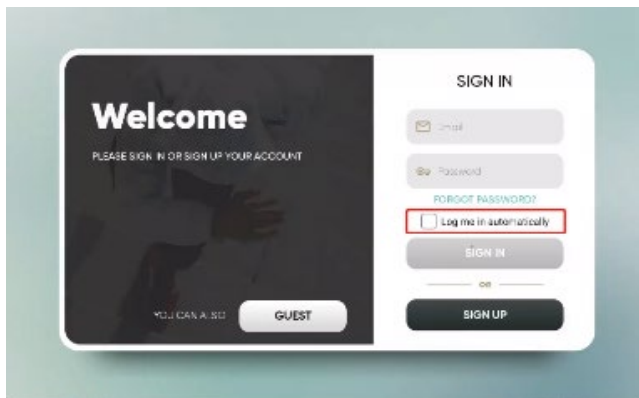 Welcome
PLEASE SIGN IN OR SIGN UP YOUR ACCOUNT
YOU CAN ALSO
GUEST
SIGN IN
Email
Password
FORGOT PASSWORD?
Log me in automatically
SIGN IN
OR
SIGN UP